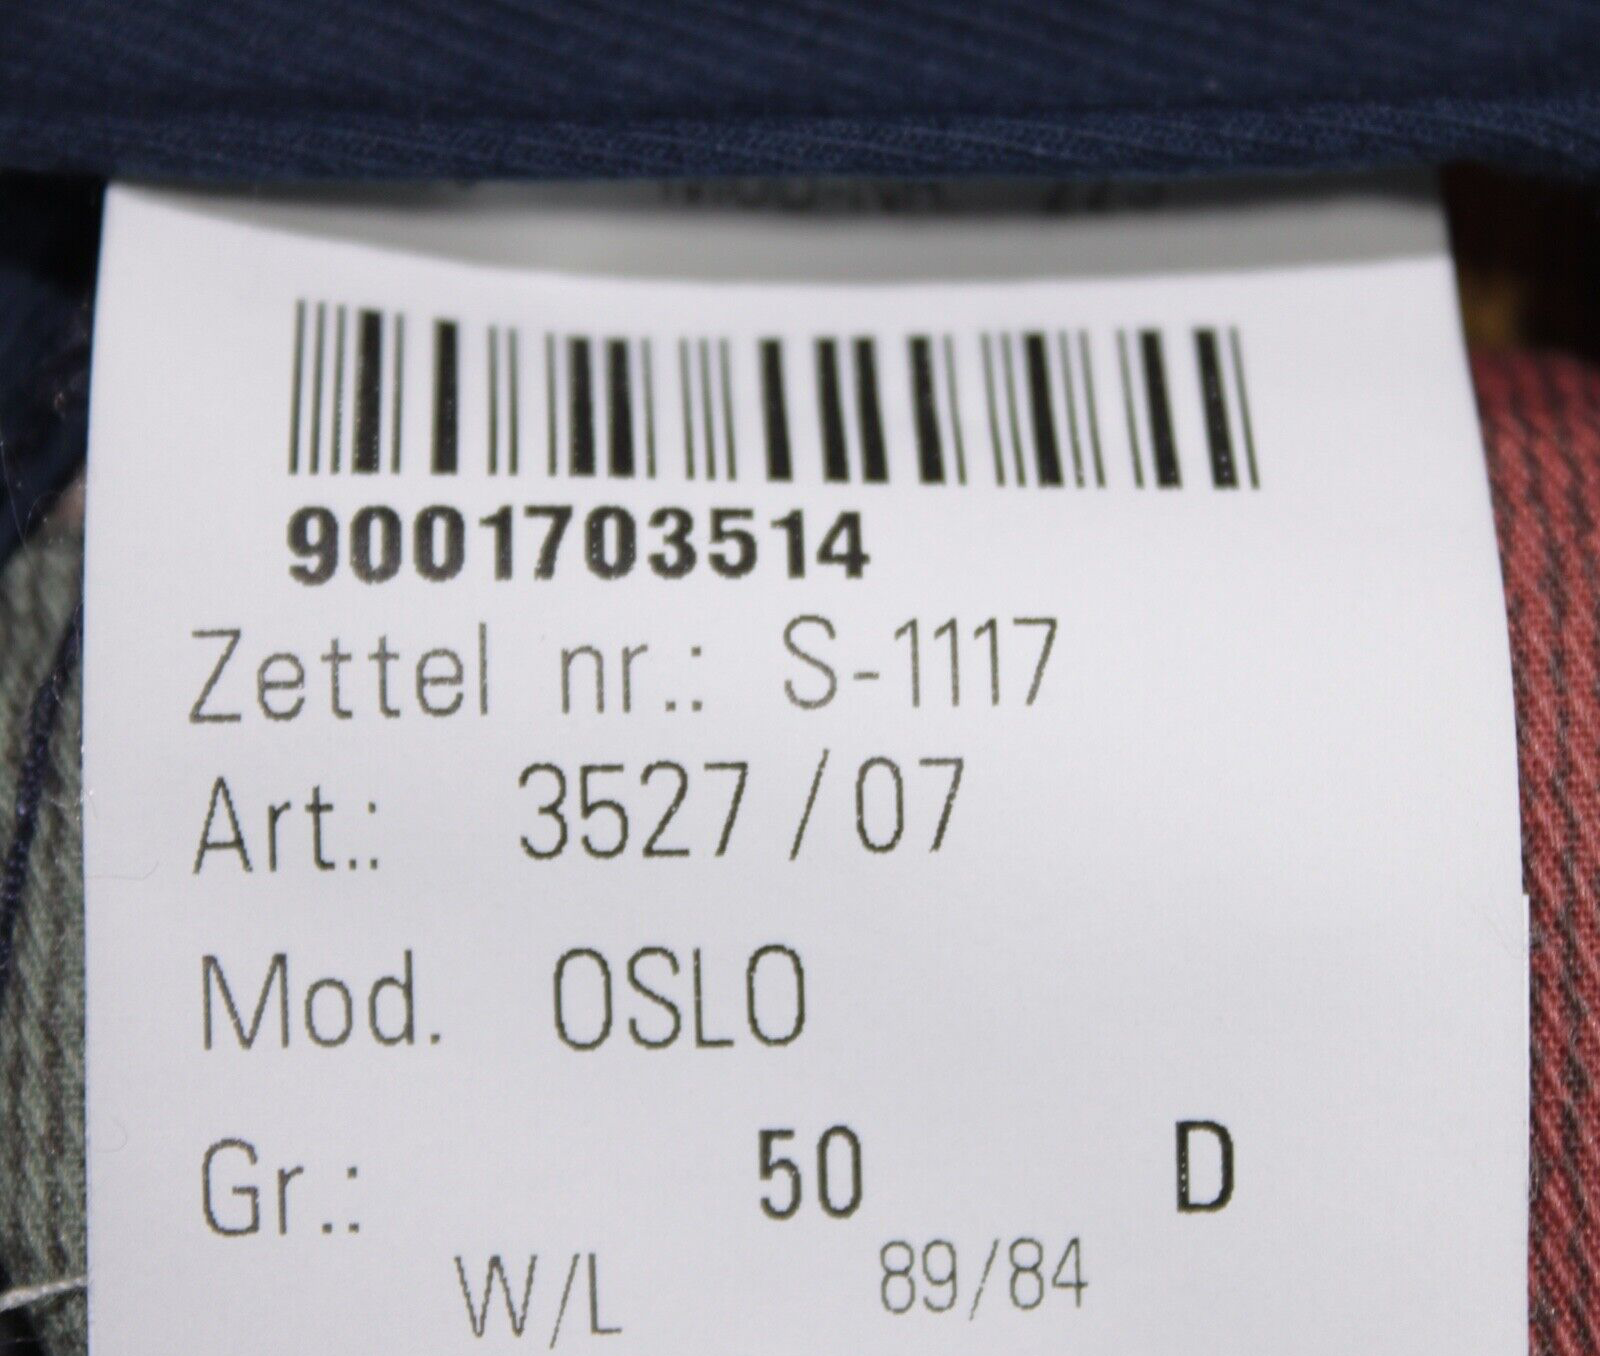 9001703514
Zettel nr.: S-1117
Art.: 3527/07
Mod. OSLO
Gr.: 50 D
W/L 89/84